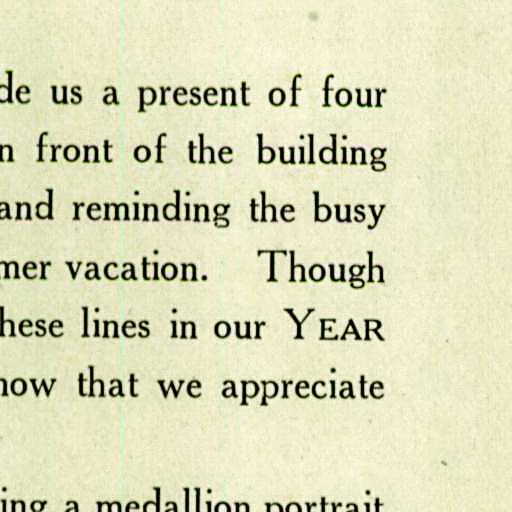 de us a present of four
n front of the building
and reminding the busy
mer vacation. Though
hese lines in our YEAR
now that we appreciate
ing a medallion portrait